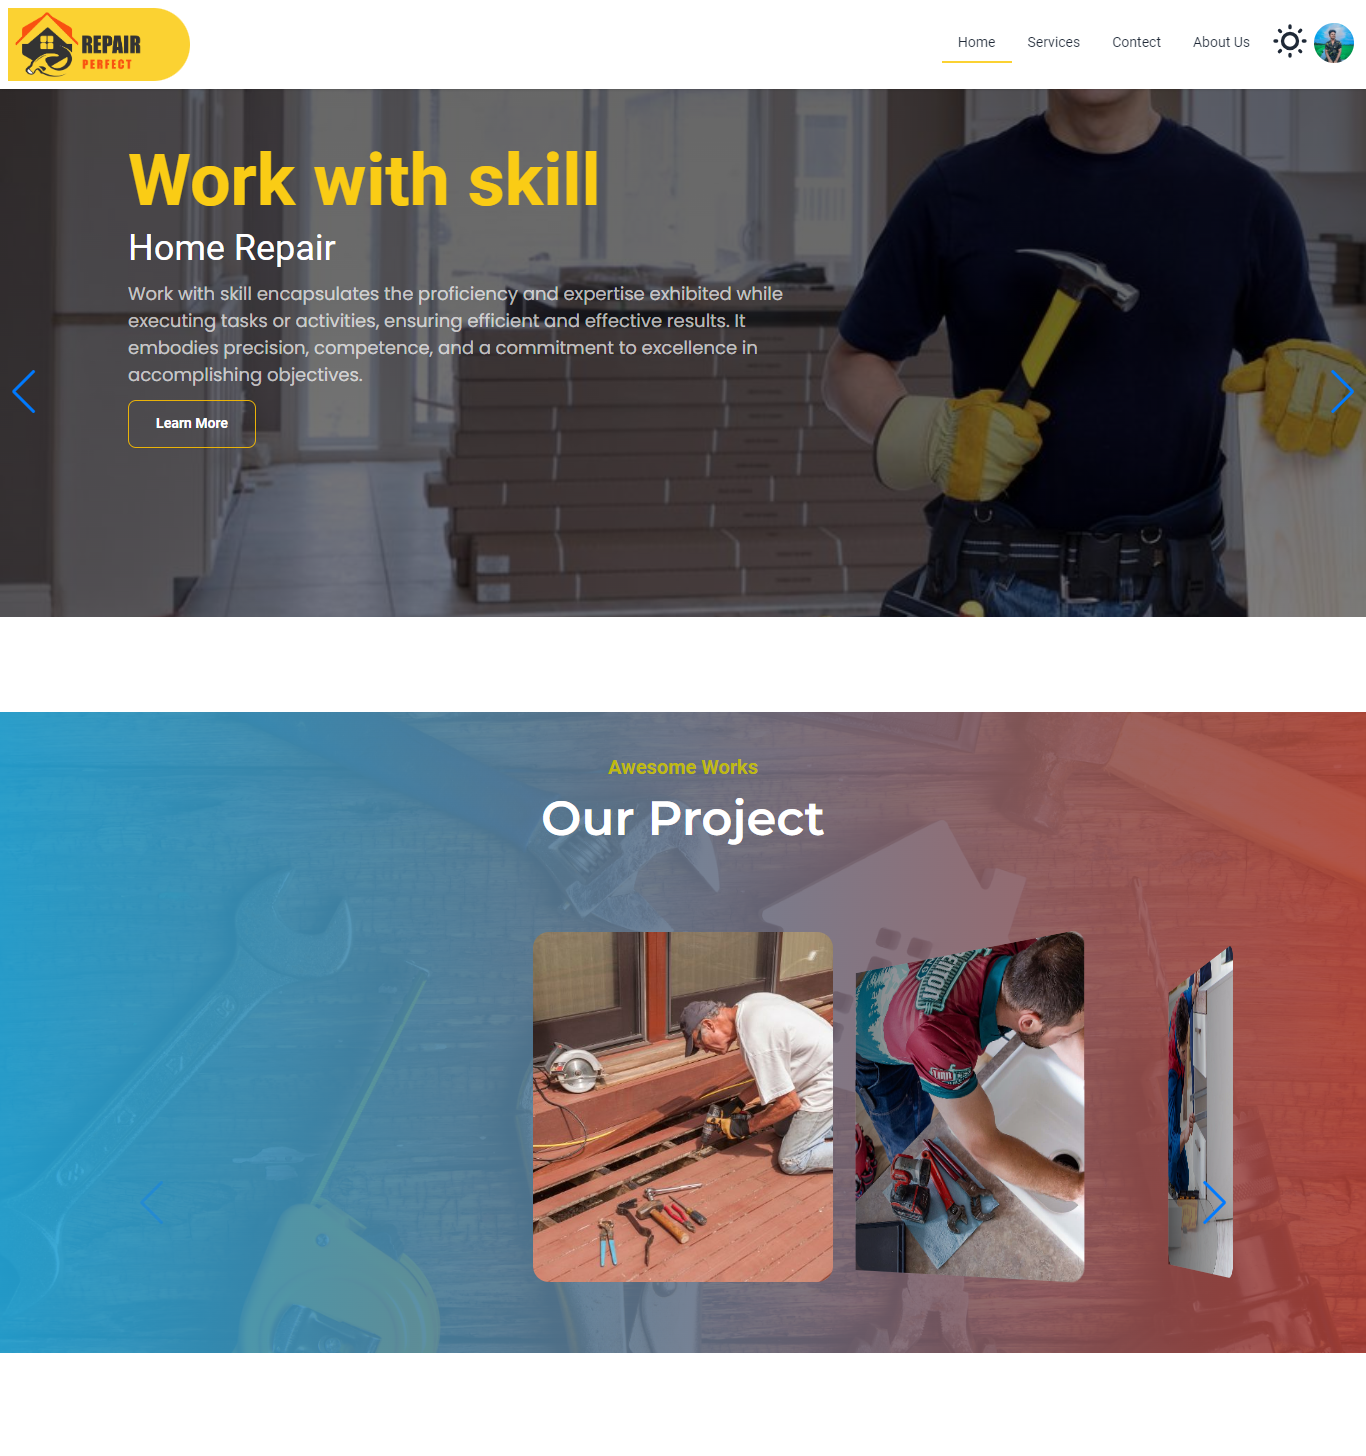 REPAIR
PERFECT
Home
Services
Contect
About Us
Work with skill
Home Repair
Work with skill encapsulates the proficiency and expertise exhibited while
executing tasks or activities, ensuring efficient and effective results. It
embodies precision, competence, and a commitment to excellence in
accomplishing objectives.
Learn More
Awesome Works
Our Project